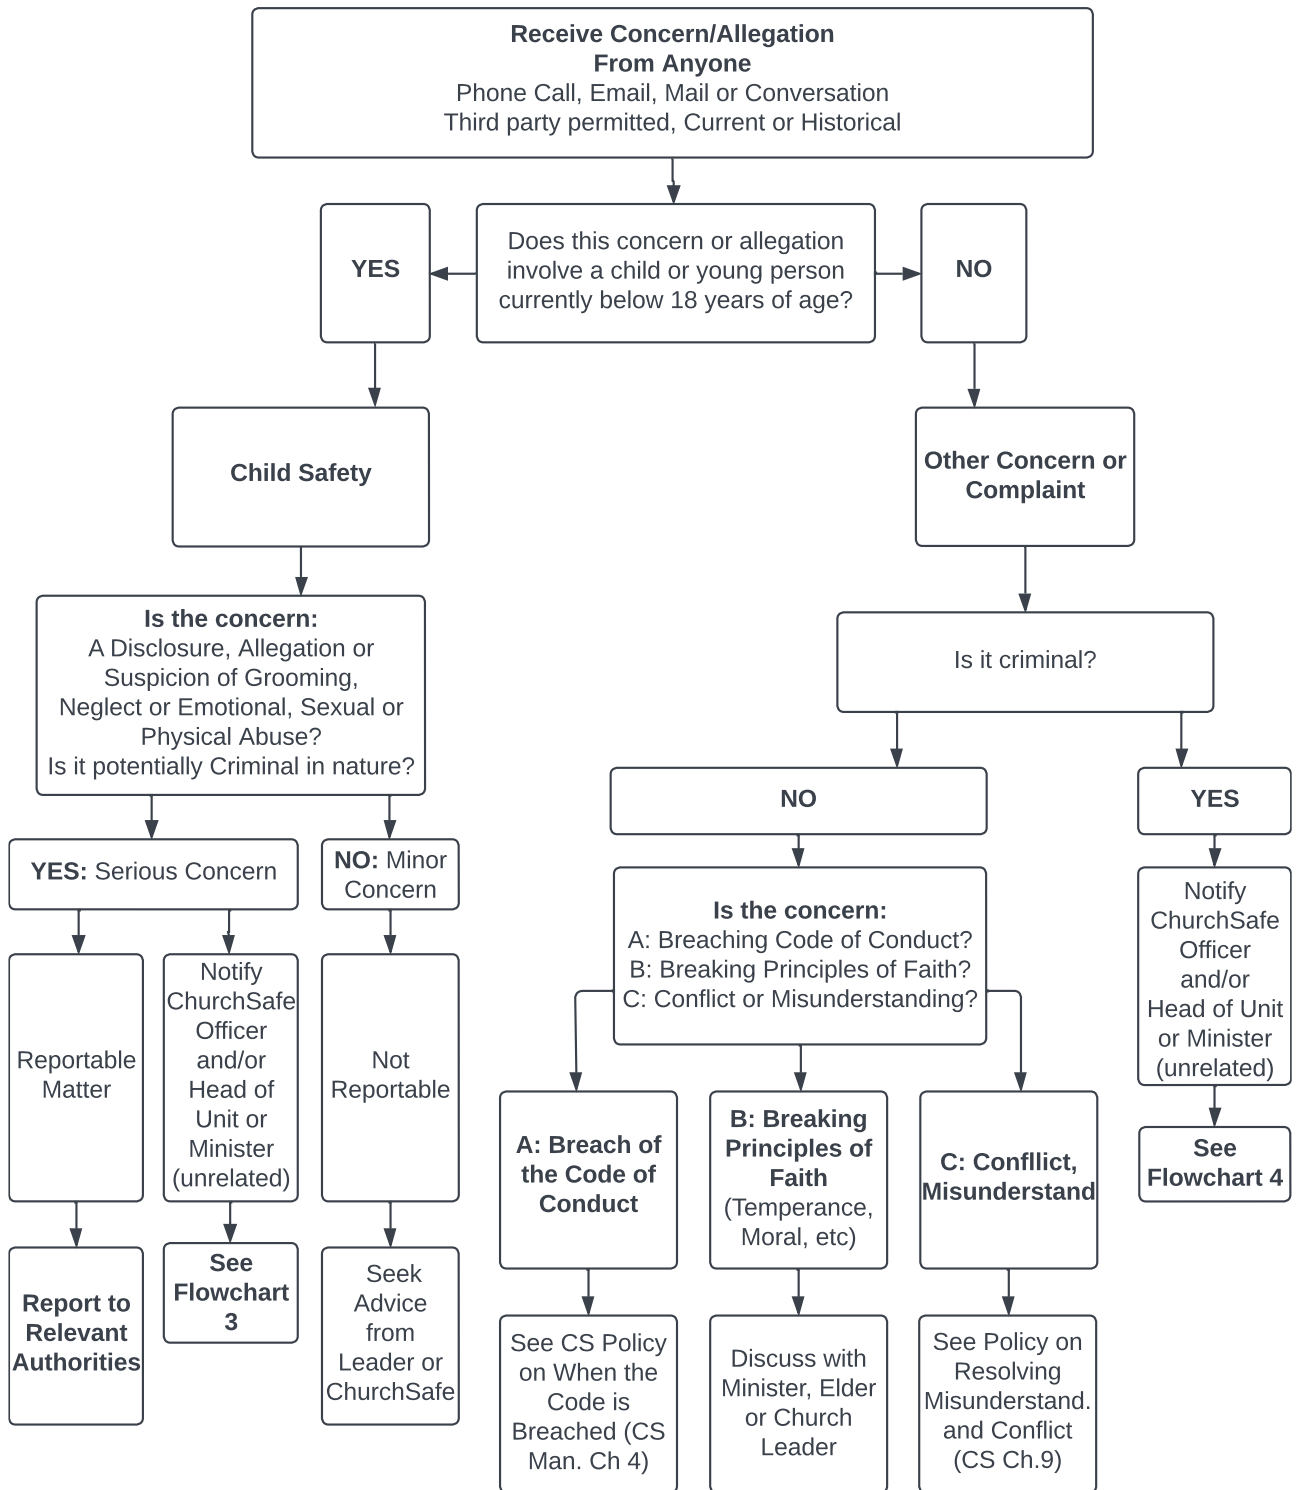 Receive Concern/Allegation
From Anyone
Phone Call, Email, Mail or Conversation
Third party permitted, Current or Historical
YES
Does this concern or allegation
involve a child or young person
currently below 18 years of age?
NO
Child Safety
Other Concern or
Complaint
Is the concern:
A Disclosure, Allegation or
Suspicion of Grooming,
Neglect or Emotional, Sexual or
Physical Abuse?
Is it potentially Criminal in nature?
Is it criminal?
YES: Serious Concern
NO: Minor
Concern
NO
YES
Reportable
Matter
Notify
ChurchSafe
Officer
and/or
Head of
Unit or
Minister
(unrelated)
Not
Reportable
Is the concern:
A: Breaching Code of Conduct?
B: Breaking Principles of Faith?
C: Conflict or Misunderstanding?
Notify
ChurchSafe
Officer
and/or
Head of Unit
or Minister
(unrelated)
A: Breach of
the Code of
Conduct
B: Breaking
Principles of
Faith
(Temperance,
Moral, etc)
C: Confllict,
Misunderstand
See
Flowchart 4
Report to
Relevant
Authorities
See
Flowchart
3
Seek
Advice
from
Leader or
ChurchSafe
See CS Policy
on When the
Code is
Breached (CS
Man. Ch 4)
Discuss with
Minister, Elder
or Church
Leader
See Policy on
Resolving
Misunderstand.
and Conflict
(CS Ch.9)